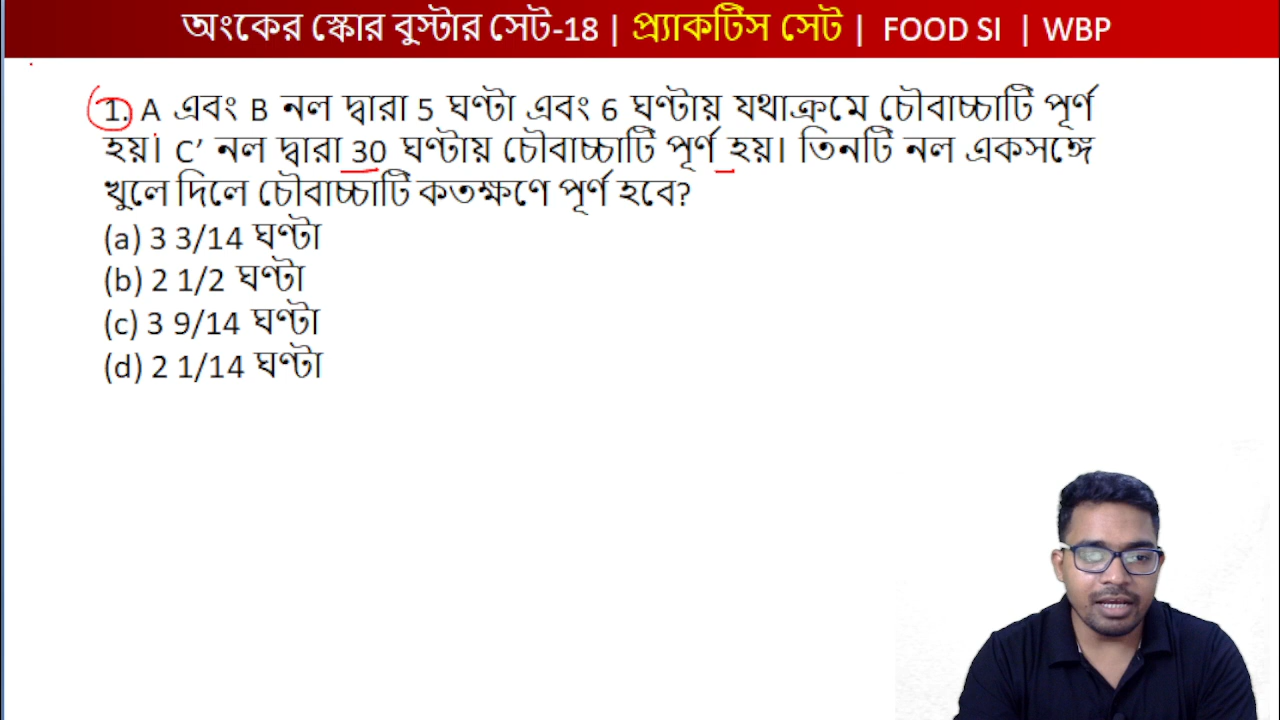 অংকের স্কোর বুস্টার সেট-18 | প্র্যাকটিস সেট | FOOD SI | WBP
1. A এবং B নল দ্বারা 5 ঘণ্টা এবং 6 ঘণ্টায় যথাক্রমে চৌবাচ্চাটি পূর্ণ
হয়। C’ নল দ্বারা 30 ঘণ্টায় চৌবাচ্চাটি পূর্ণ হয়। তিনটি নল একসঙ্গে
খুলে দিলে চৌবাচ্চাটি কতক্ষণে পূর্ণ হবে?
(a) 3 3/14 ঘণ্টা
(b) 2 1/2 ঘণ্টা
(c) 3 9/14 ঘণ্টা
(d) 2 1/14 ঘণ্টা